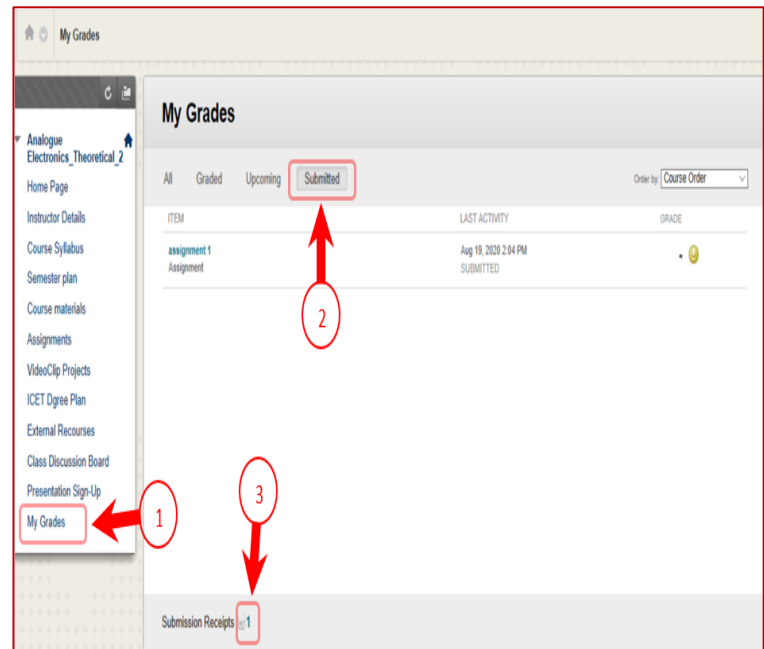 My Grades
Analogue
Electronics_Theoretical_2
Home Page
Instructor Details
Course Syllabus
Semester plan
Course materials
Assignments
VideoClip Projects
ICET Dgree Plan
External Recourses
Class Discussion Board
Presentation Sign-Up
My Grades
1
My Grades
All Graded Upcoming Submitted
Order by: Course Order
ITEM LAST ACTIVITY GRADE
assignment 1 Aug 19, 2020 2:04 PM -
Assignment SUBMITTED
2
3
Submission Receipts 1